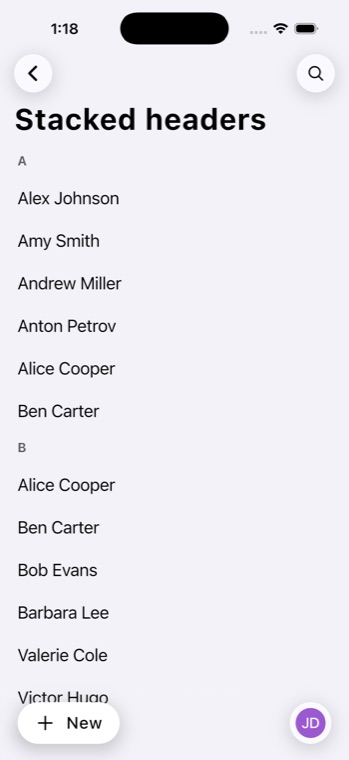 1:18
Stacked headers
A
Alex Johnson
Amy Smith
Andrew Miller
Anton Petrov
Alice Cooper
Ben Carter
B
Alice Cooper
Ben Carter
Bob Evans
Barbara Lee
Valerie Cole
Victor Hugo
New
JD